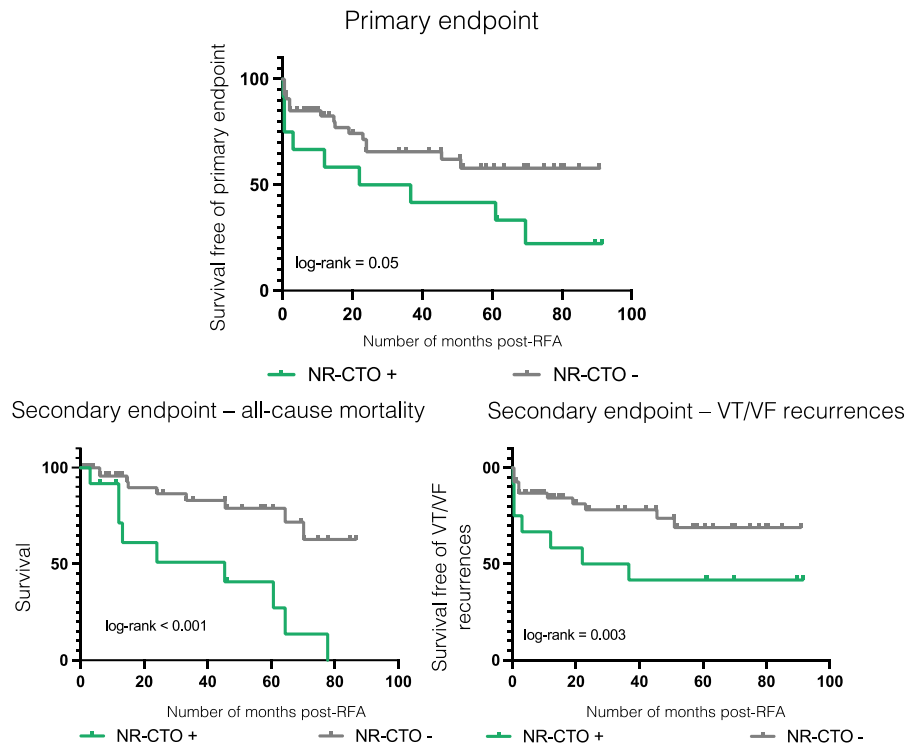 Primary endpoint
Survival free of primary endpoint
100
50
0
log-rank = 0.05
0 20 40 60 80 100
Number of months post-RFA
NR-CTO + NR-CTO -
Secondary endpoint – all-cause mortality
Survival
100
50
0
log-rank < 0.001
0 20 40 60 80 100
Number of months post-RFA
NR-CTO + NR-CTO -
Secondary endpoint – VT/VF recurrences
Survival free of VT/VF
recurrences
00
50
0
log-rank = 0.003
0 20 40 60 80 100
Number of months post-RFA
NR-CTO + NR-CTO -